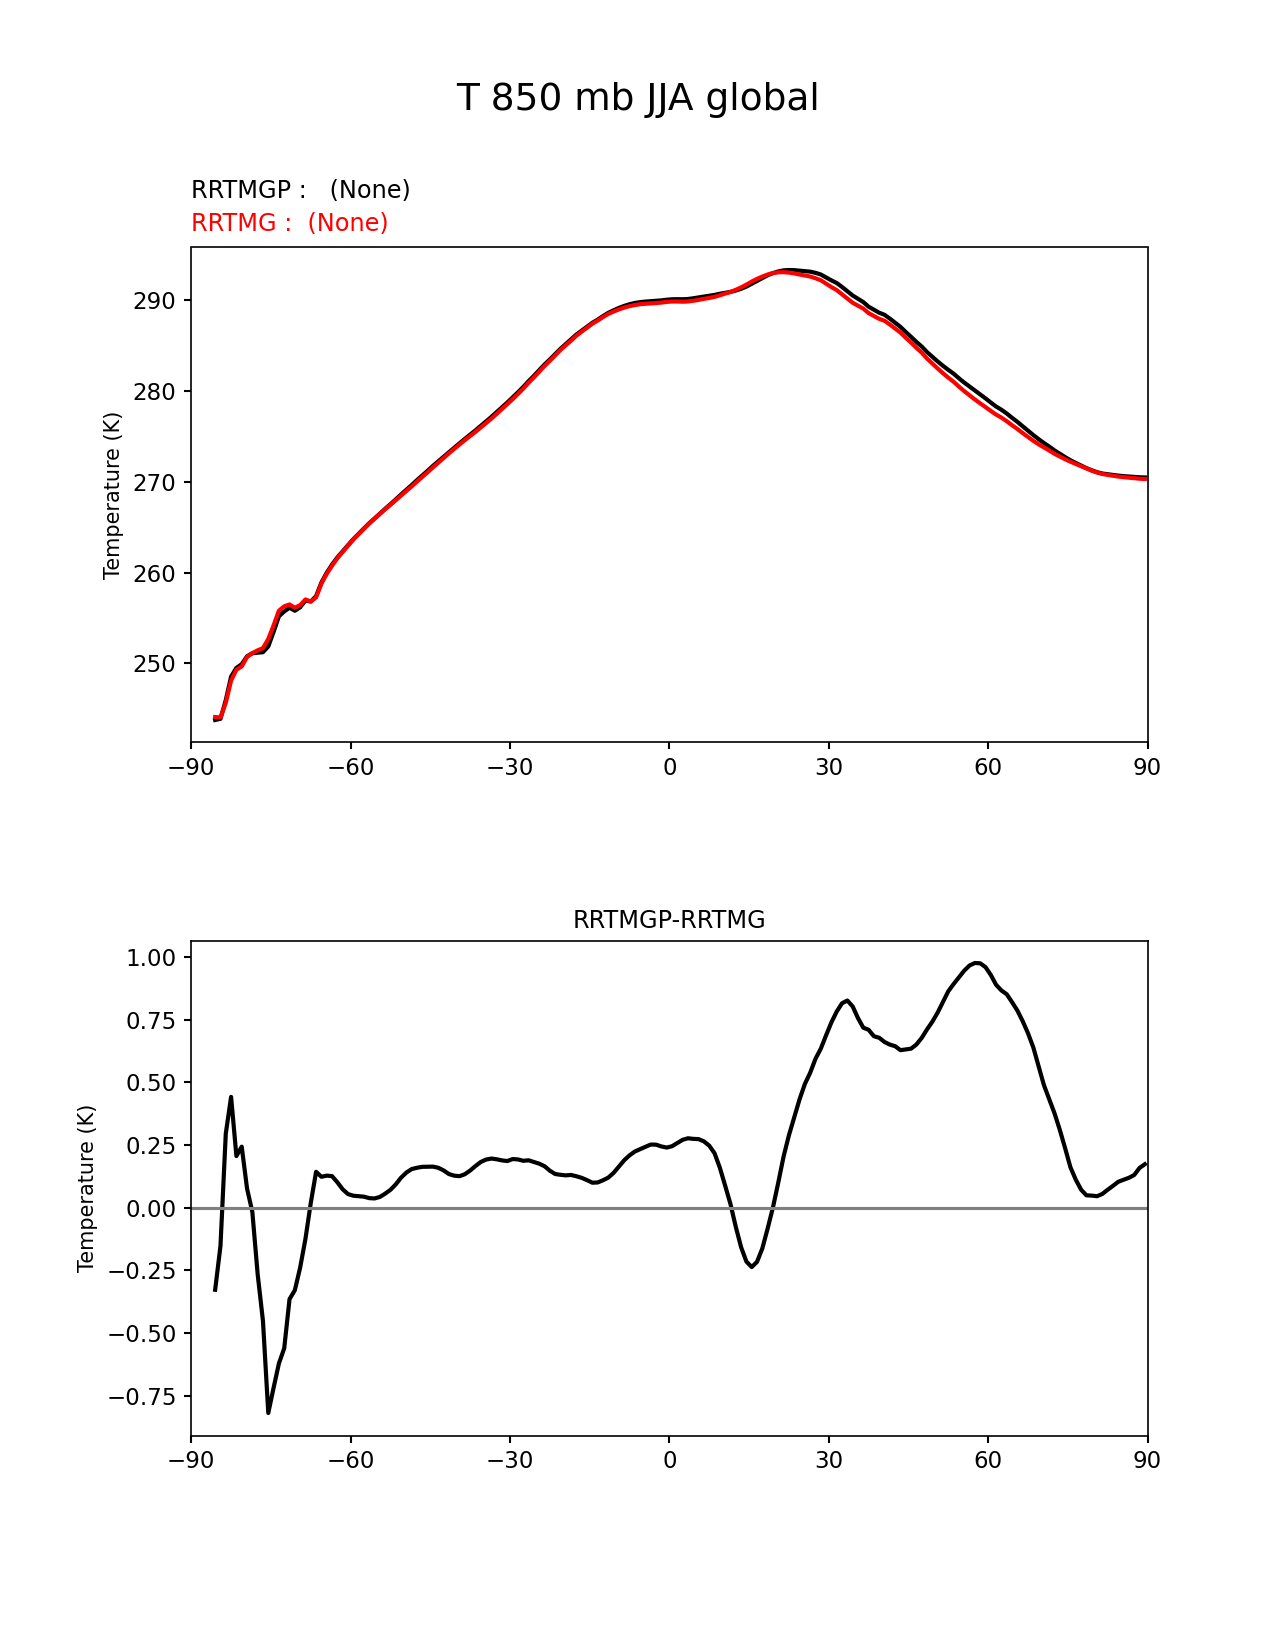 T 850 mb JJA global
RRTMGP :   (None)
RRTMG :  (None)
Temperature (K)
290
280
270
260
250
−90 −60 −30 0 30 60 90
RRTMGP-RRTMG
Temperature (K)
1.00
0.75
0.50
0.25
0.00
−0.25
−0.50
−0.75
−90 −60 −30 0 30 60 90